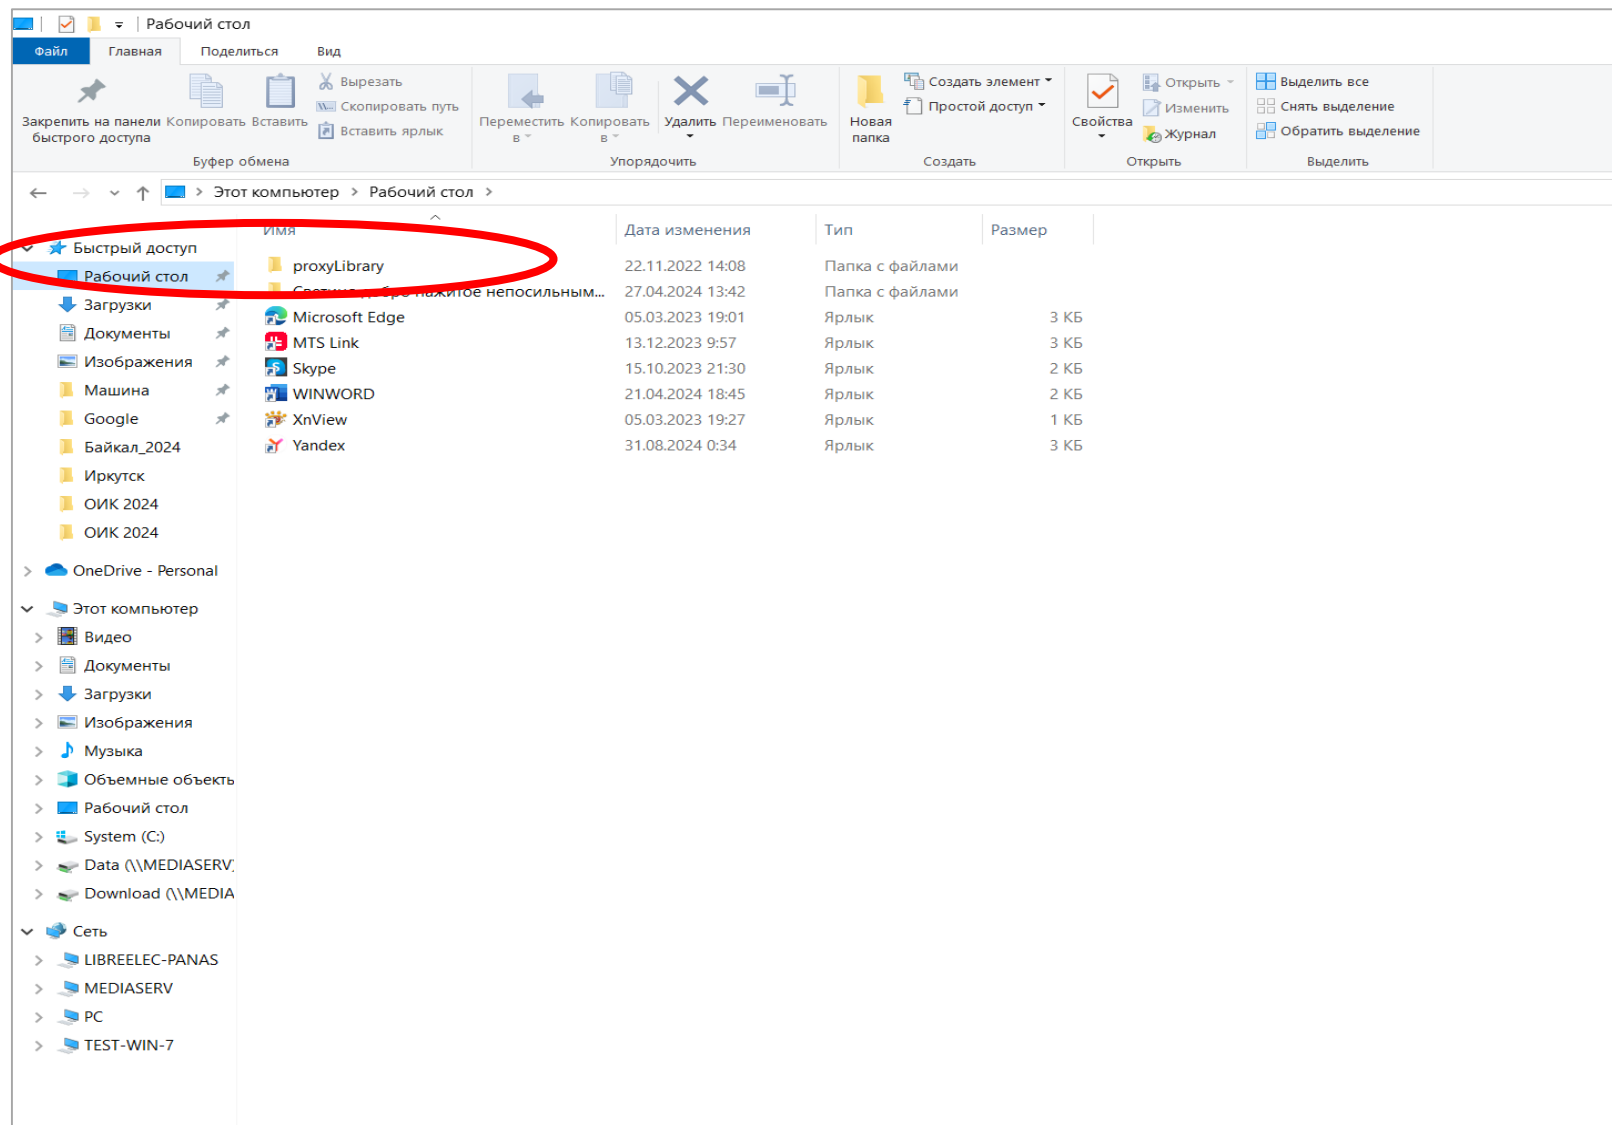 Рабочий стол
Файл Главная Поделиться Вид
Закрепить на панели быстрого доступа
Копировать
Вставить
Вырезать
Скопировать путь
Вставить ярлык
Буфер обмена
Переместить в
Копировать в
Удалить
Переименовать
Упорядочить
Новая папка
Создать элемент
Простой доступ
Создать
Свойства
Открыть
Изменить
Журнал
Открыть
Выделить все
Снять выделение
Обратить выделение
Выделить
Этот компьютер > Рабочий стол >
Быстрый доступ
Рабочий стол
Загрузки
Документы
Изображения
Машина
Google
Байкал_2024
Иркутск
ОИК 2024
ОИК 2024
OneDrive - Personal
Этот компьютер
Видео
Документы
Загрузки
Изображения
Музыка
Объемные объекть
Рабочий стол
System (C:)
Data (\\MEDIASERV)
Download (\\MEDIA
Сеть
LIBREELEC-PANAS
MEDIASERV
PC
TEST-WIN-7
Имя Дата изменения Тип Размер
proxyLibrary 22.11.2022 14:08 Папка с файлами
непосильным... 27.04.2024 13:42 Папка с файлами
Microsoft Edge 05.03.2023 19:01 Ярлык 3 КБ
MTS Link 13.12.2023 9:57 Ярлык 3 КБ
Skype 15.10.2023 21:30 Ярлык 2 КБ
WINWORD 21.04.2024 18:45 Ярлык 2 КБ
XnView 05.03.2023 19:27 Ярлык 1 КБ
Yandex 31.08.2024 0:34 Ярлык 3 КБ